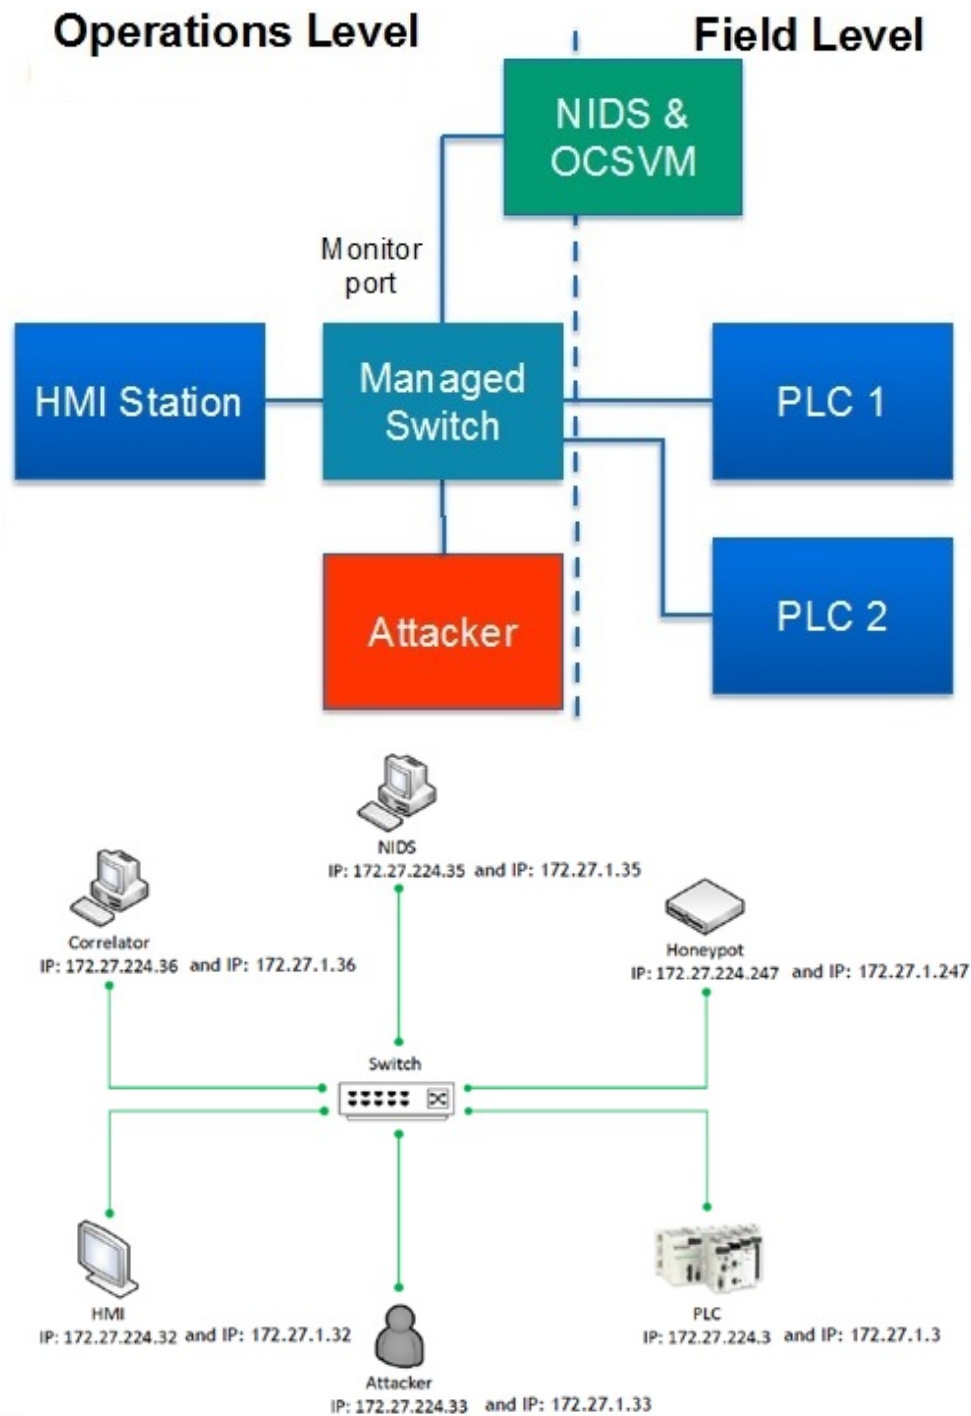 Operations Level
Field Level
NIDS &
OCSVM
Monitor
port
HMI Station
Managed
Switch
PLC 1
Attacker
PLC 2
NIDS
IP: 172.27.224.35 and IP: 172.27.1.35
Correlator
IP: 172.27.224.36 and IP: 172.27.1.36
Honeypot
IP: 172.27.224.247 and IP: 172.27.1.247
Switch
HMI
IP: 172.27.224.32 and IP: 172.27.1.32
PLC
IP: 172.27.224.3 and IP: 172.27.1.3
Attacker
IP: 172.27.224.33 and IP: 172.27.1.33